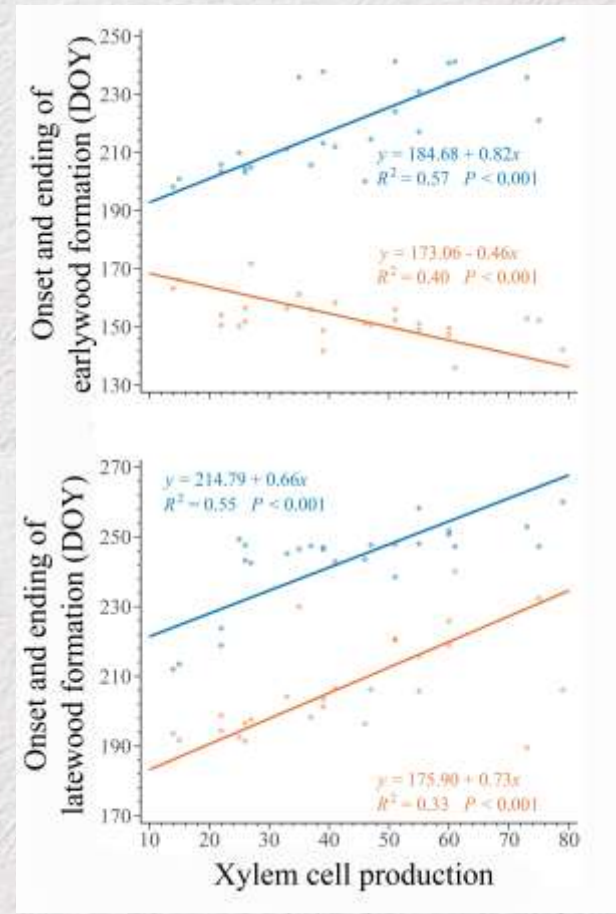 Onset and ending of
earlywood formation (DOY)
250
230
210
190
170
150
130
y = 184.68 + 0.82x
R² = 0.57 P < 0.001
y = 173.06 - 0.46x
R² = 0.40 P < 0.001
Onset and ending of
latewood formation (DOY)
270
250
230
210
190
170
y = 214.79 + 0.66x
R² = 0.55 P < 0.001
y = 175.90 + 0.73x
R² = 0.33 P < 0.001
10 20 30 40 50 60 70 80
Xylem cell production